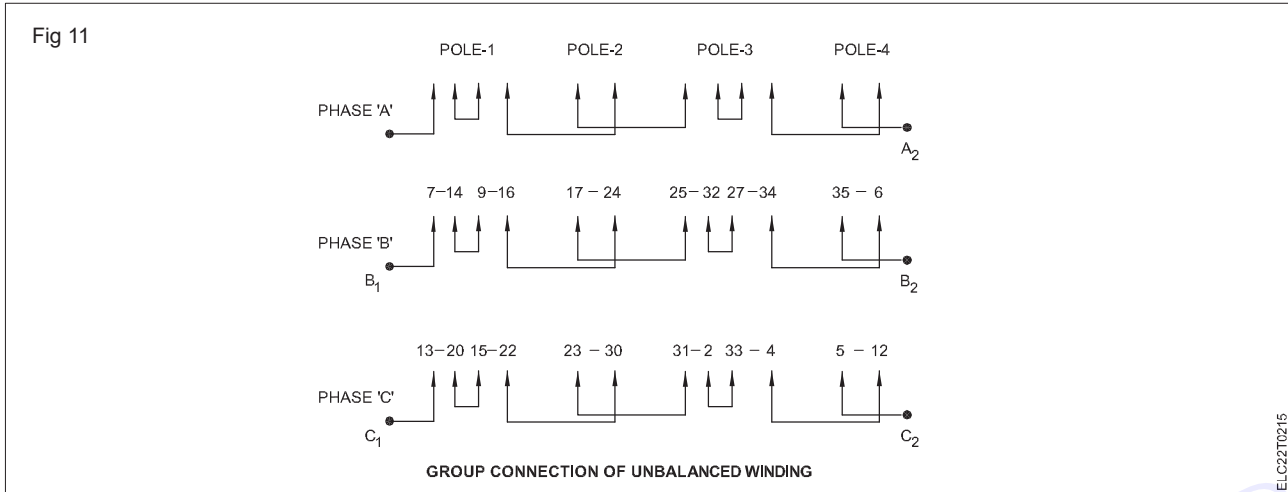 Fig 11
POLE-1 POLE-2 POLE-3 POLE-4
PHASE 'A'
A2
7–14 9–16 17 – 24 25– 32 27–34 35 – 6
PHASE 'B'
B1 B2
13–20 15–22 23 – 30 31–2 33 – 4 5 – 12
PHASE 'C'
C1 C2
GROUP CONNECTION OF UNBALANCED WINDING
ELC22T0215